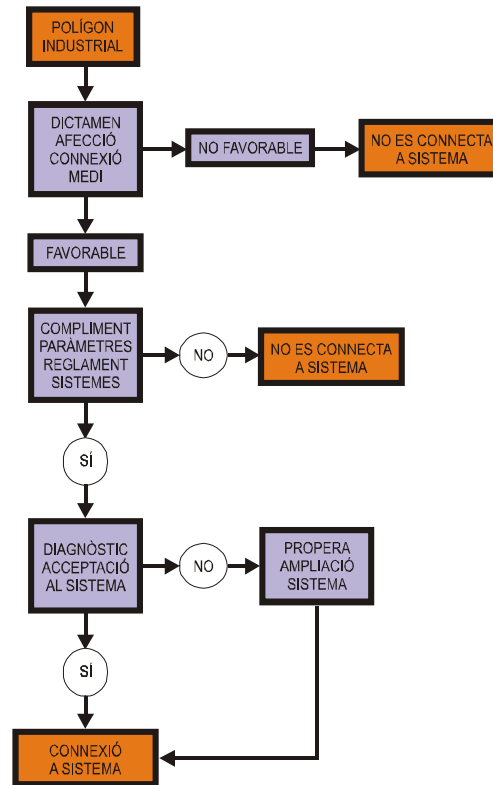 POLÍGON
INDUSTRIAL
DICTAMEN
AFECCIÓ
CONNEXIÓ
MEDI
NO FAVORABLE
NO ES CONNECTA
A SISTEMA
FAVORABLE
COMPLIMENT
PARÀMETRES
REGLAMENT
SISTEMES
NO
NO ES CONNECTA
A SISTEMA
SÍ
DIAGNÒSTIC
ACCEPTACIÓ
AL SISTEMA
NO
PROPERA
AMPLIACIÓ
SISTEMA
SÍ
CONNEXIÓ
A SISTEMA